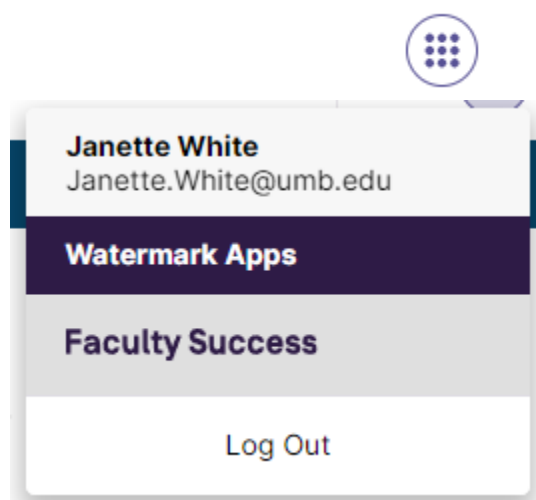 Janette White
Janette.White@umb.edu
Watermark Apps
Faculty Success
Log Out